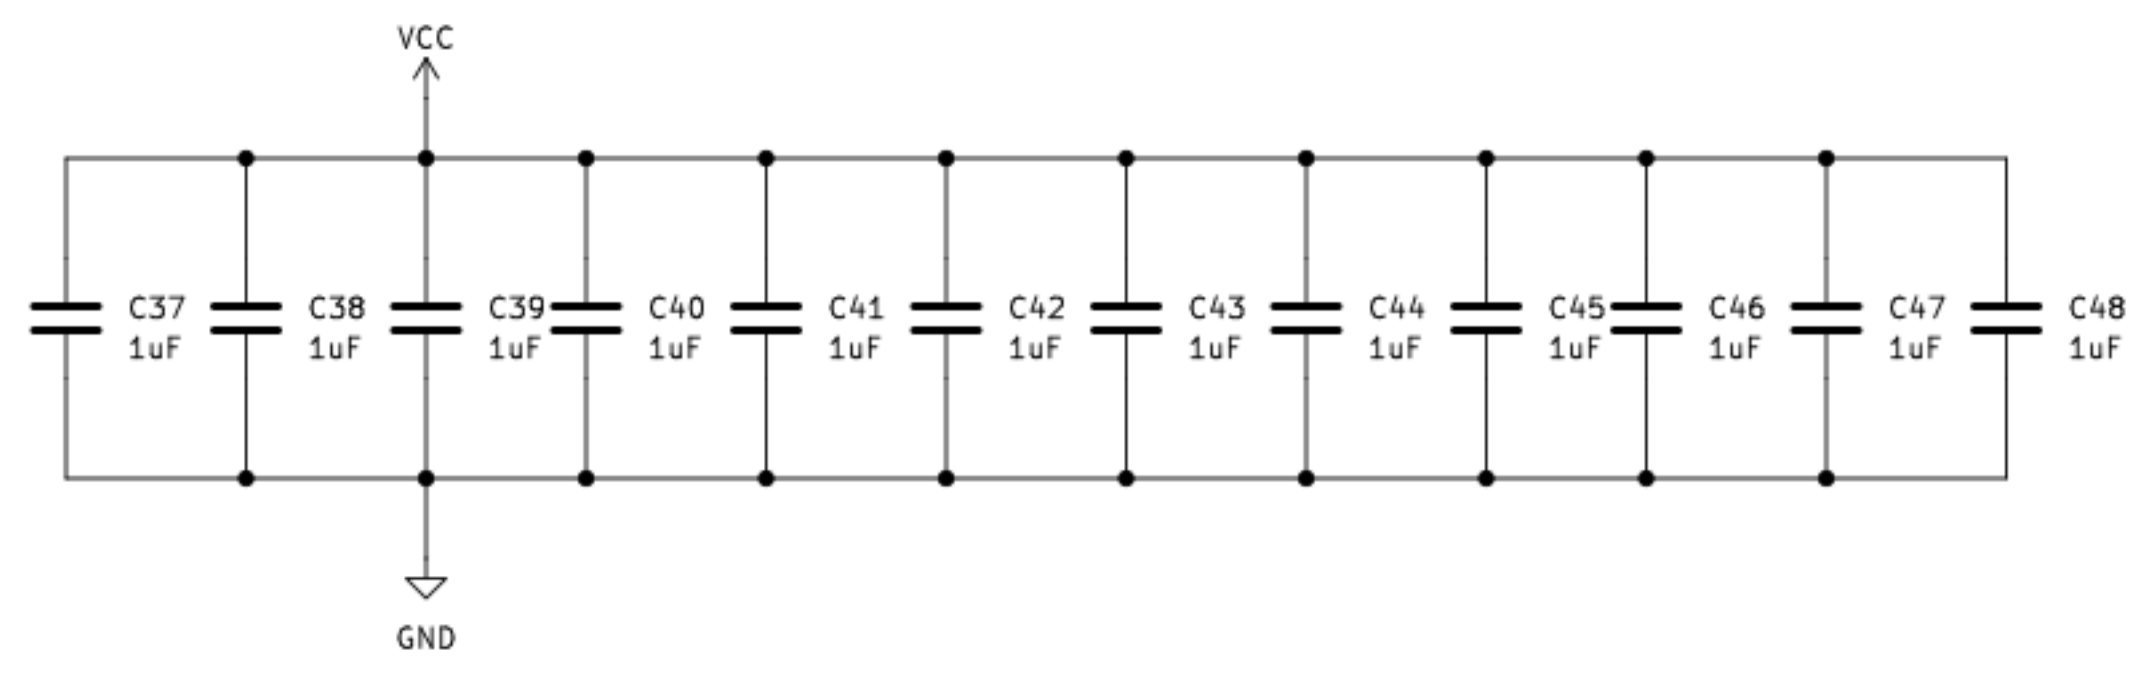 VCC
C37
1uF
C38
1uF
C39
1uF
C40
1uF
C41
1uF
C42
1uF
C43
1uF
C44
1uF
C45
1uF
C46
1uF
C47
1uF
C48
1uF
GND